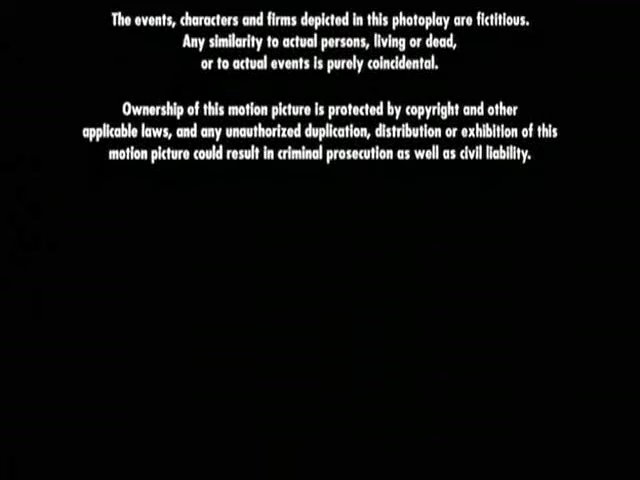 The events, characters and firms depicted in this photoplay are fictitious.
Any similarity to actual persons, living or dead,
or to actual events is purely coincidental.
Ownership of this motion picture is protected by copyright and other
applicable laws, and any unauthorized duplication, distribution or exhibition of this
motion picture could result in criminal prosecution as well as civil liability.